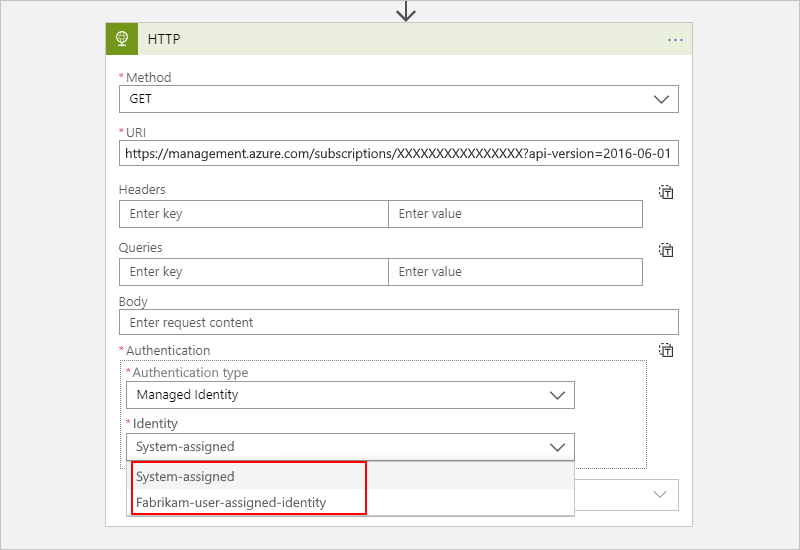 HTTP
...
* Method
GET
* URI
https://management.azure.com/subscriptions/XXXXXXXXXXXXXXXX?api-version=2016-06-01
Headers
Enter key Enter value
Queries
Enter key Enter value
Body
Enter request content
* Authentication
* Authentication type
Managed Identity
* Identity
System-assigned
System-assigned
Fabrikam-user-assigned-identity